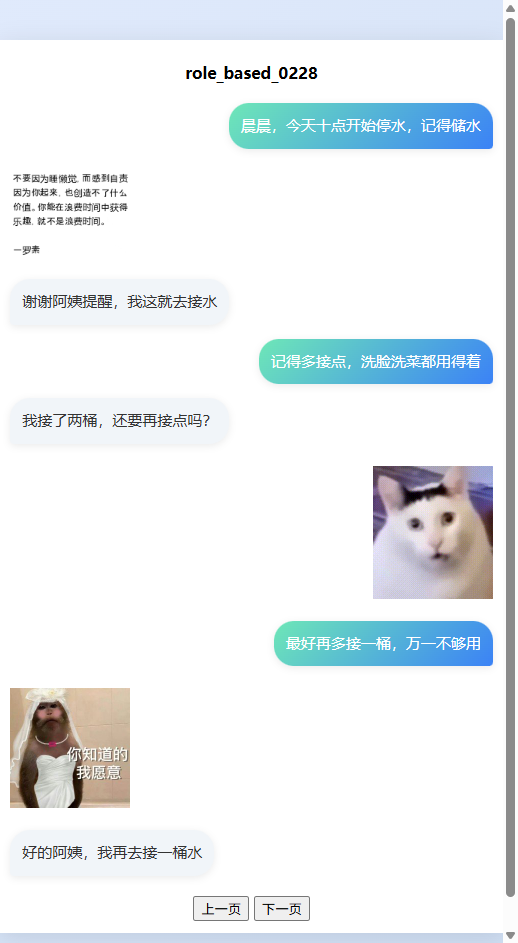 role_based_0228
晨晨，今天十点开始停水，记得储水
不要因为睡懒觉，而感到自责
因为你起来，也创造不了什么
价值。你能在浪费时间中获得
乐趣，就不是浪费时间。
—罗素
谢谢阿姨提醒，我这就去接水
记得多接点，洗脸洗菜都用得着
我接了两桶，还要再接点吗？
最好再多接一桶，万一不够用
你知道的
我愿意
好的阿姨，我再去接一桶水
上一页 下一页